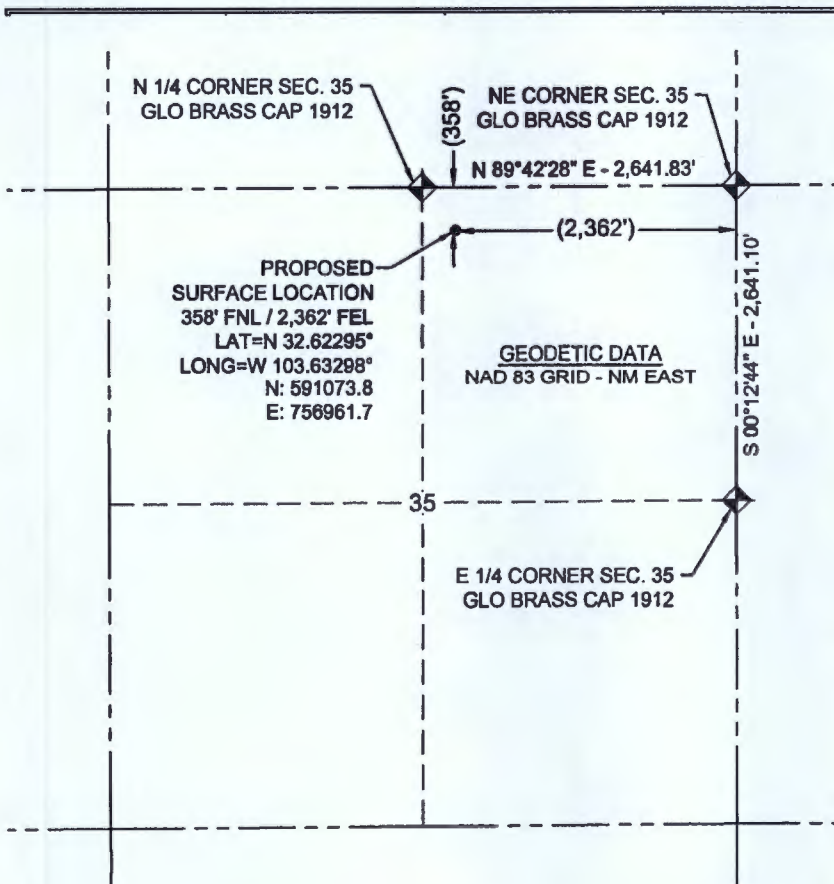 N 1/4 CORNER SEC. 35
GLO BRASS CAP 1912
(358')
NE CORNER SEC. 35
GLO BRASS CAP 1912
N 89°42'28" E - 2,641.83'
(2,362')
PROPOSED
SURFACE LOCATION
358' FNL / 2,362' FEL
LAT=N 32.62295°
LONG=W 103.63298°
N: 591073.8
E: 756961.7
GEODETIC DATA
NAD 83 GRID - NM EAST
S 00°12'44" E - 2,641.10'
35
E 1/4 CORNER SEC. 35
GLO BRASS CAP 1912